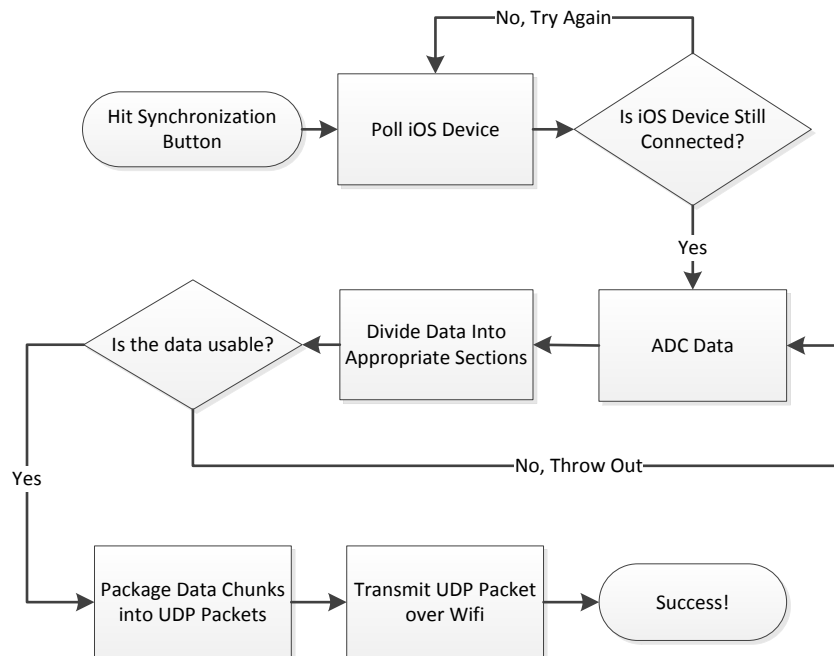 No, Try Again
Hit Synchronization
Button
Poll iOS Device
Is iOS Device Still
Connected?
Yes
Is the data usable?
Divide Data Into
Appropriate Sections
ADC Data
No, Throw Out
Yes
Package Data Chunks
into UDP Packets
Transmit UDP Packet
over Wifi
Success!